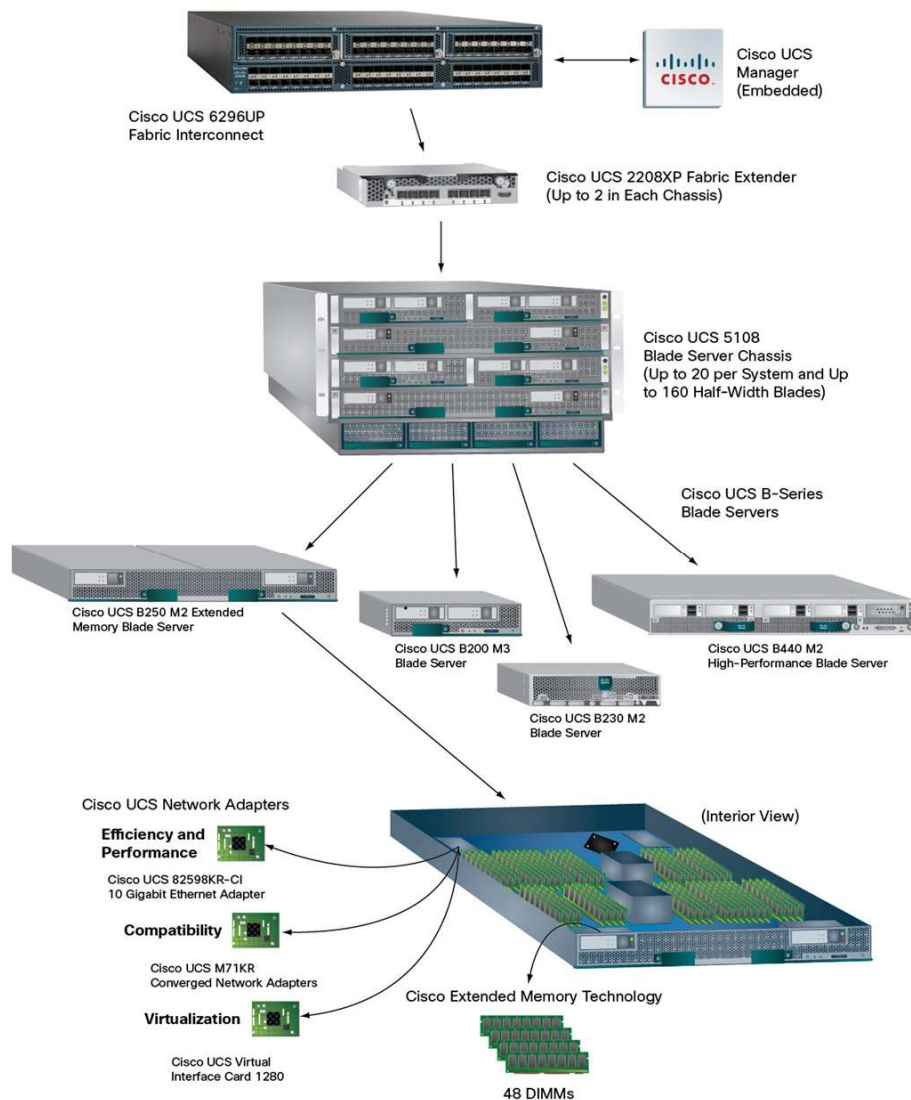 CISCO
Cisco UCS
Manager
(Embedded)
Cisco UCS 6296UP
Fabric Interconnect
Cisco UCS 2208XP Fabric Extender
(Up to 2 in Each Chassis)
Cisco UCS 5108
Blade Server Chassis
(Up to 20 per System and Up
to 160 Half-Width Blades)
Cisco UCS B-Series
Blade Servers
Cisco UCS B250 M2 Extended
Memory Blade Server
Cisco UCS B200 M3
Blade Server
Cisco UCS B440 M2
High-Performance Blade Server
Cisco UCS B230 M2
Blade Server
Cisco UCS Network Adapters
(Interior View)
Efficiency and
Performance
Cisco UCS 82598KR-CI
10 Gigabit Ethernet Adapter
Compatibility
Cisco UCS M71KR
Converged Network Adapters
Virtualization
Cisco UCS Virtual
Interface Card 1280
Cisco Extended Memory Technology
48 DIMMs